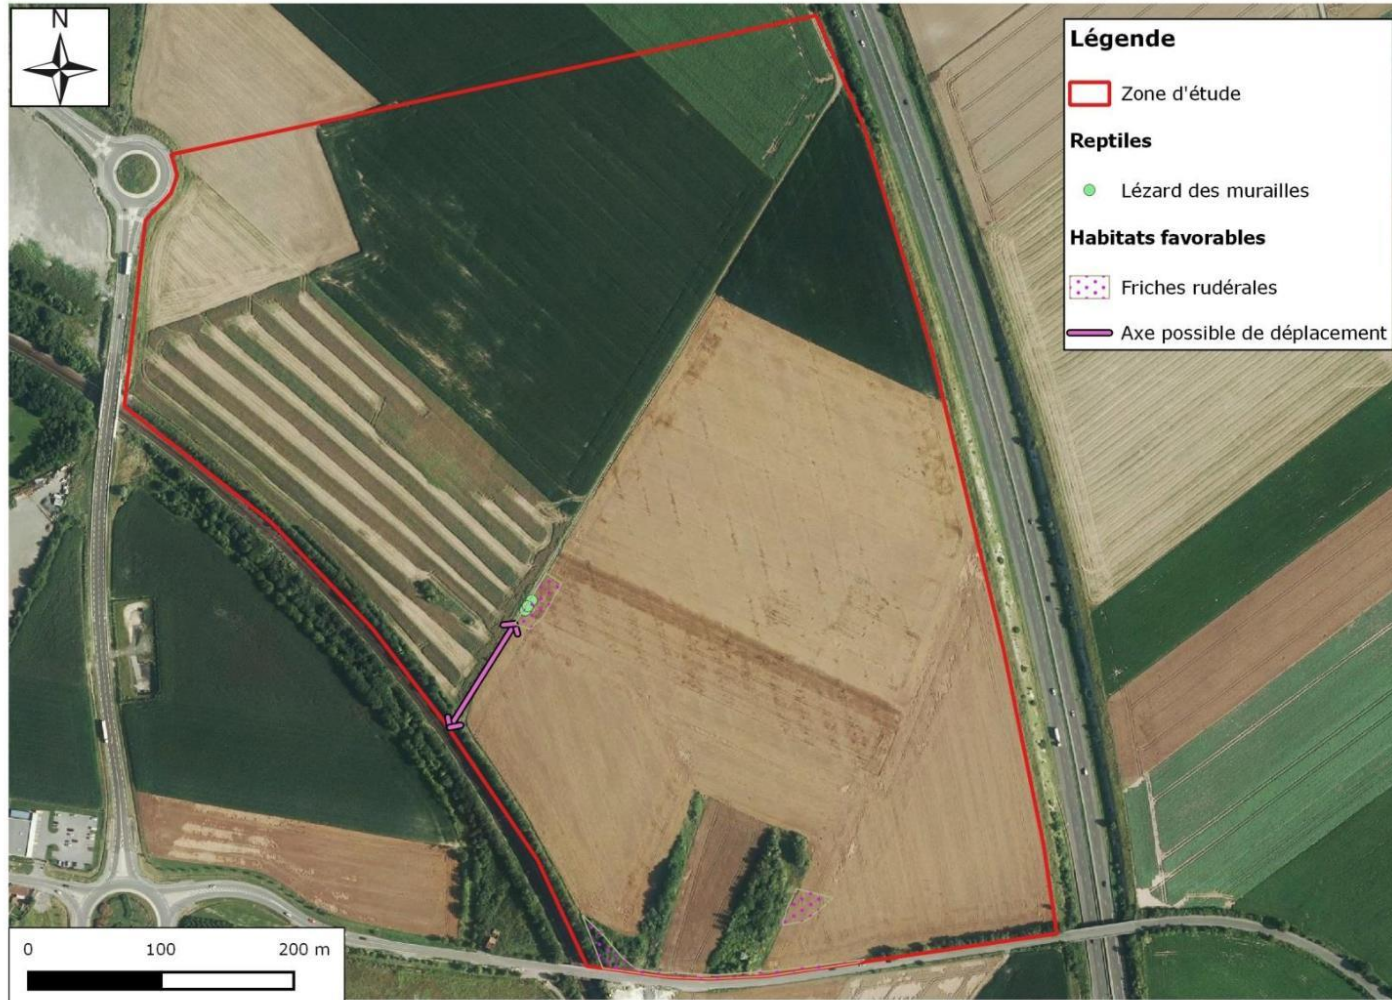 N
Légende
Zone d'étude
Reptiles
Lézard des murailles
Habitats favorables
Friches rudérales
Axe possible de déplacement
0 100 200 m